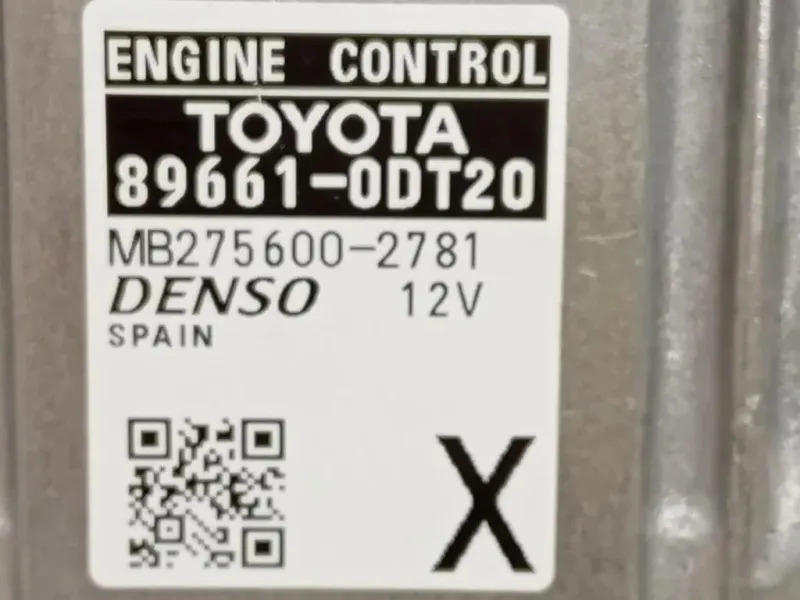 ENGINE CONTROL
TOYOTA
89661-0DT20
MB275600-2781
DENSO 12V
SPAIN
X